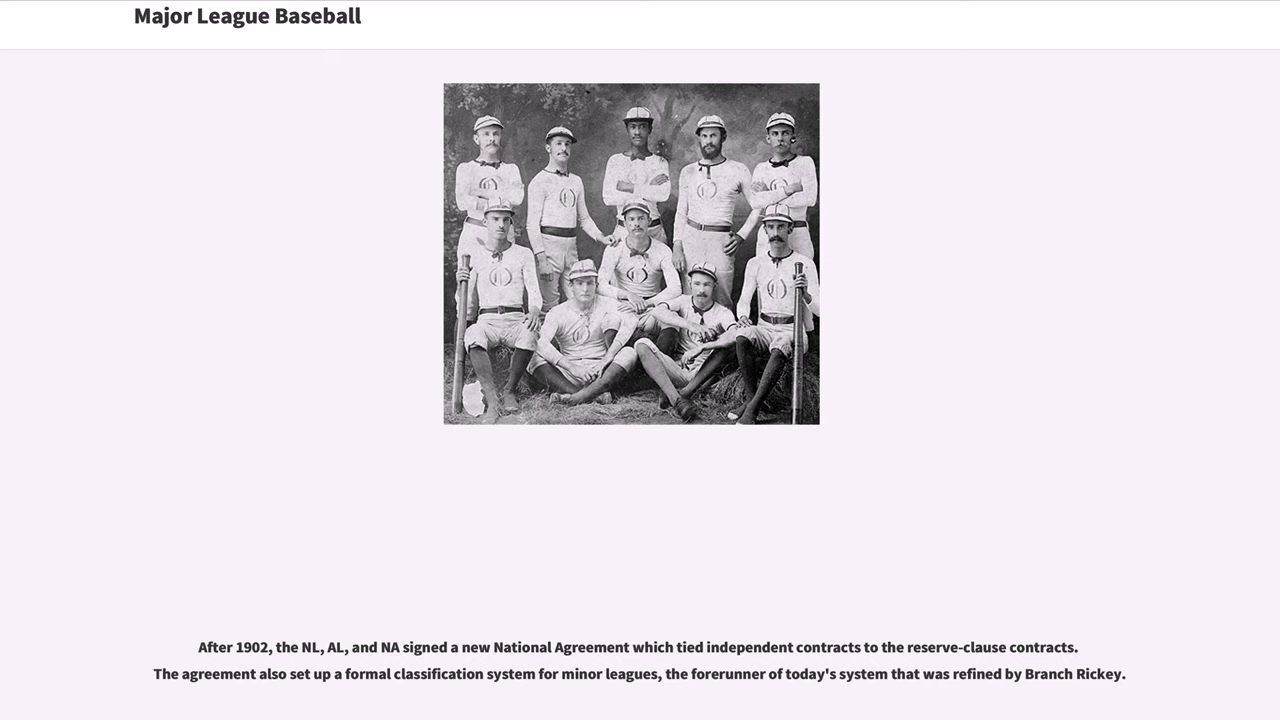 Major League Baseball
After 1902, the NL, AL, and NA signed a new National Agreement which tied independent contracts to the reserve-clause contracts.
The agreement also set up a formal classification system for minor leagues, the forerunner of today's system that was refined by Branch Rickey.